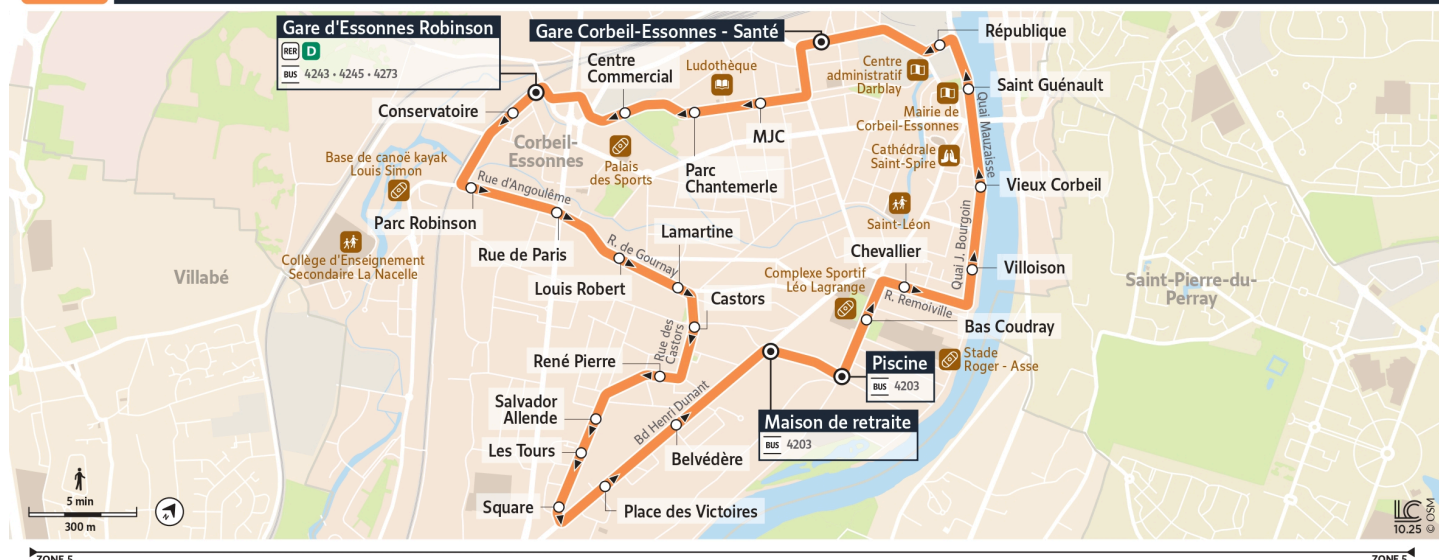 Gare d'Essonnes Robinson
RER D
BUS 4243 • 4245 • 4273
Gare Corbeil-Essonnes - Santé
République
Centre
Commercial
Ludothèque
Centre
administratif
Darblay
Saint Guénault
Conservatoire
Mairie de
Corbeil-Essonnes
Quai Mauzaisse
MJC
Corbeil-
Essonnes
Cathédrale
Saint-Spire
Base de canoë kayak
Louis Simon
Palais
des Sports
Parc
Chantemerle
Rue d'Angoulême
Vieux Corbeil
Parc Robinson
Saint-Léon
Lamartine
Rue de Paris
R. de Gournay
Chevallier
Quai J. Bourgoin
Collège d'Enseignement
Secondaire La Nacelle
Villabé
Villoison
Complexe Sportif
Léo Lagrange
Saint-Pierre-du-
Perray
Louis Robert
Castors
R. Remoiville
Bas Coudray
Rue des
Castors
René Pierre
Piscine
BUS 4203
Stade
Roger - Asse
Salvador
Allende
Bd Henri Dunant
Maison de retraite
BUS 4203
Les Tours
Belvédère
Square
Place des Victoires
5 min
300 m
N
LC
10.25
© OSM
ZONE 5
ZONE 5